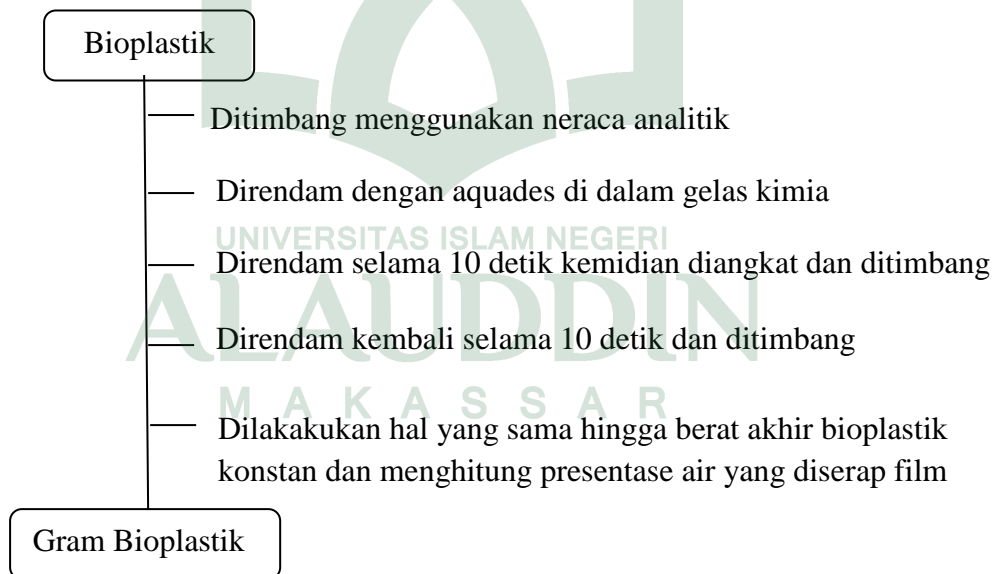 Bioplastik
Ditimbang menggunakan neraca analitik
Direndam dengan aquades di dalam gelas kimia
UNIVERSITAS ISLAM NEGERI
Direndam selama 10 detik kemidian diangkat dan ditimbang
ALAUDDIN
Direndam kembali selama 10 detik dan ditimbang
MAKASSAR
Dilakakukan hal yang sama hingga berat akhir bioplastik
konstan dan menghitung presentase air yang diserap film
Gram Bioplastik